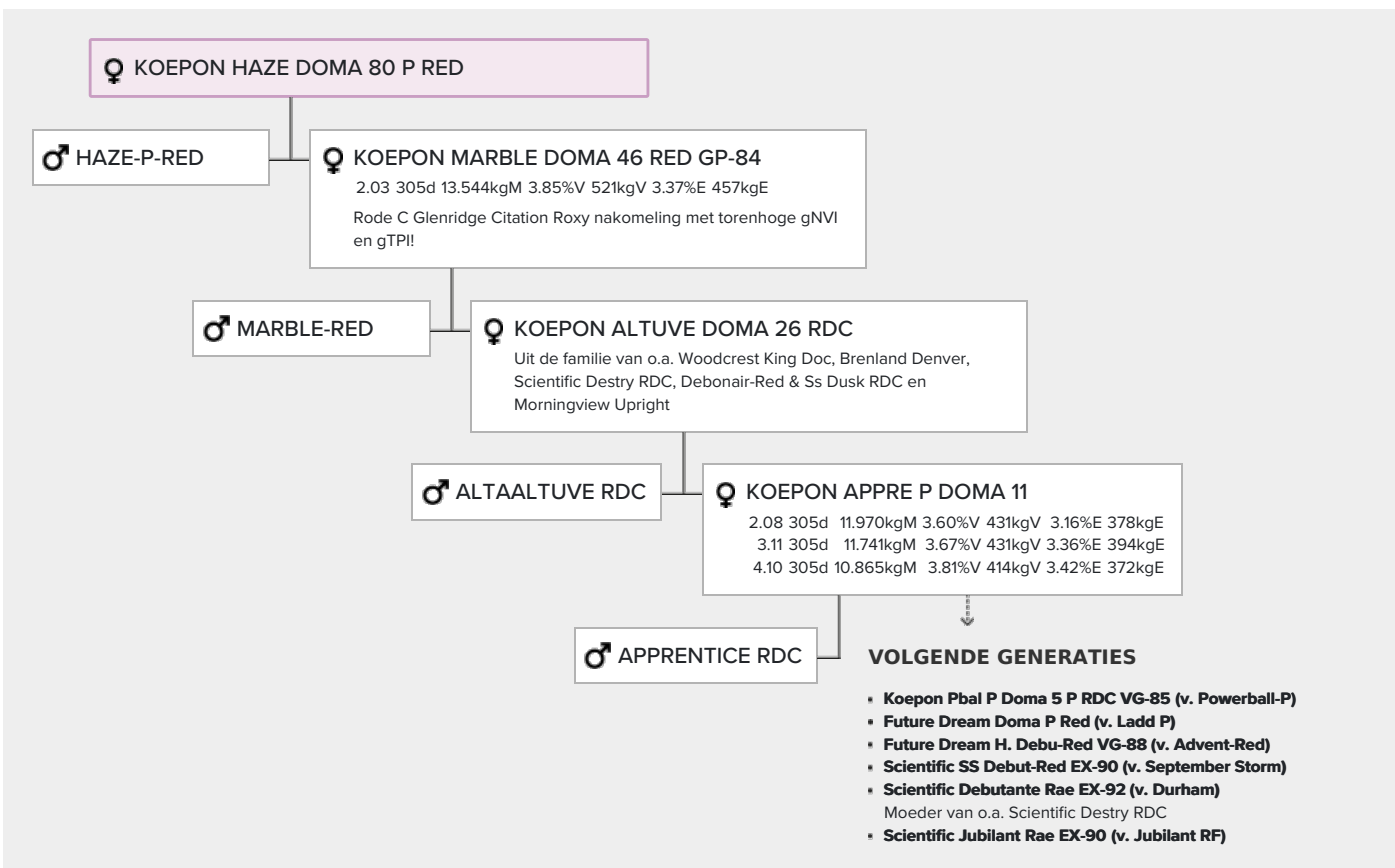 KOEPON HAZE DOMA 80 P RED
HAZE-P-RED
KOEPON MARBLE DOMA 46 RED GP-84
2.03 305d 13.544kgM 3.85%V 521kgV 3.37%E 457kgE
Rode C Glenridge Citation Roxy nakomeling met torenhoge gNVI
en gTPI!
MARBLE-RED
KOEPON ALTUVE DOMA 26 RDC
Uit de familie van o.a. Woodcrest King Doc, Brenland Denver,
Scientific Destry RDC, Debonair-Red & Ss Dusk RDC en
Morningview Upright
ALTAALTUVE RDC
KOEPON APPRE P DOMA 11
2.08 305d 11.970kgM 3.60%V 431kgV 3.16%E 378kgE
3.11 305d 11.741kgM 3.67%V 431kgV 3.36%E 394kgE
4.10 305d 10.865kgM 3.81%V 414kgV 3.42%E 372kgE
APPRENTICE RDC
VOLGENDE GENERATIES
Koepon Pbal P Doma 5 P RDC VG-85 (v. Powerball-P)
Future Dream Doma P Red (v. Ladd P)
Future Dream H. Debu-Red VG-88 (v. Advent-Red)
Scientific SS Debut-Red EX-90 (v. September Storm)
Scientific Debutante Rae EX-92 (v. Durham)
Moeder van o.a. Scientific Destry RDC
Scientific Jubilant Rae EX-90 (v. Jubilant RF)